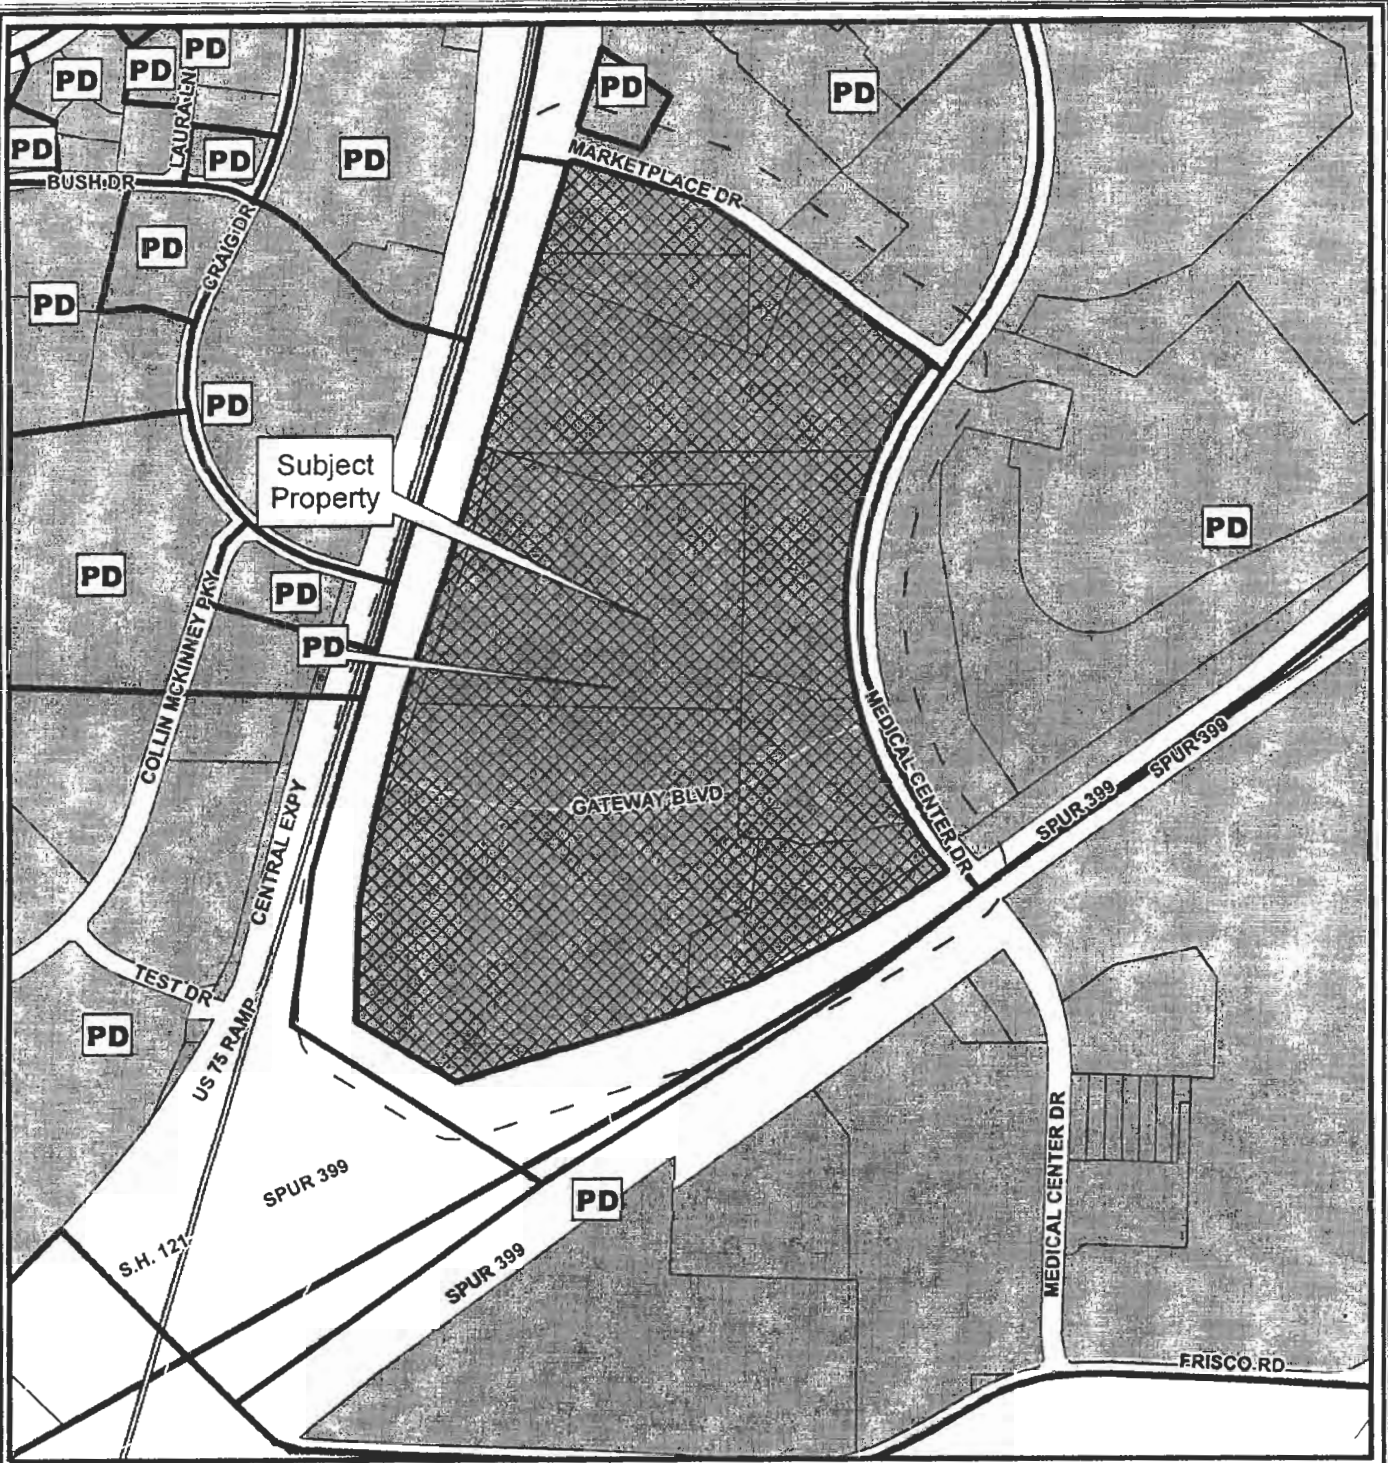 PD
PD
PD
PD
PD
LAURA LN
PD
PD
PD
PD
BUSH DR
MARKETPLACE DR
CRAIG DR
PD
PD
PD
Subject
Property
PD
PD
PD
PD
COLLIN MCKINNEY PKY
MEDICAL CENTER DR
SPUR 399
SPUR 399
GATEWAY BLVD
CENTRAL EXPY
TEST DR
PD
US 75 RAMP
SPUR 399
PD
S.H. 121
SPUR 399
MEDICAL CENTER DR
FRISCO RD